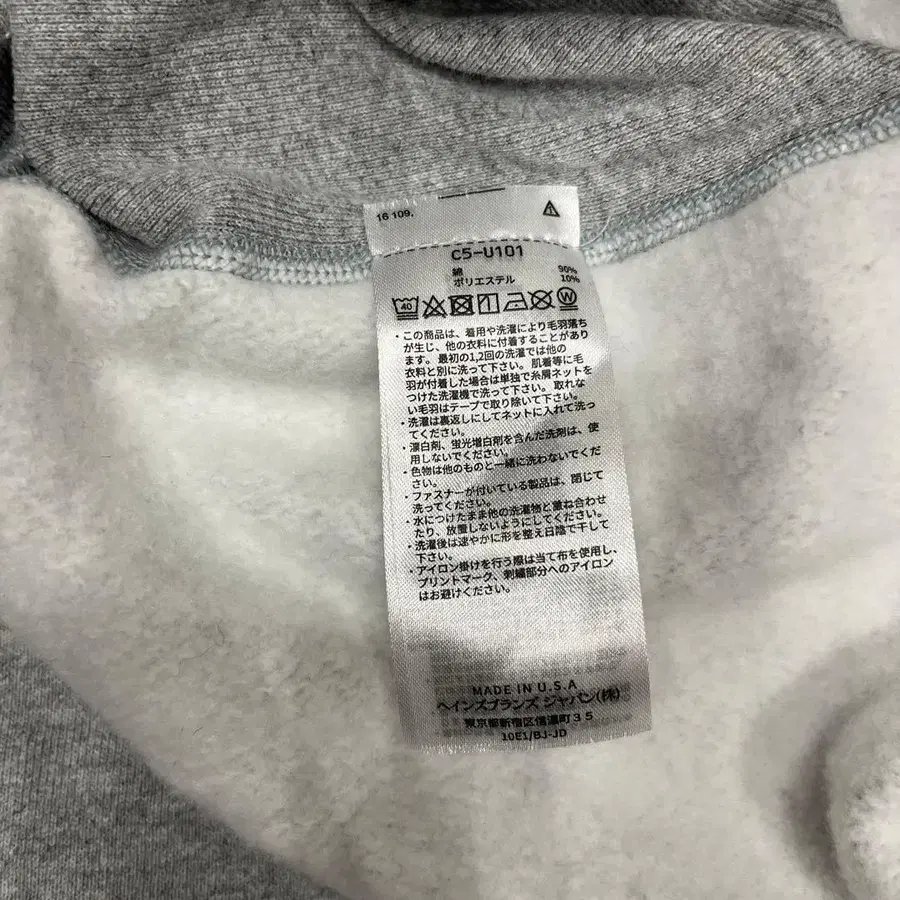 16 109.
C5-U101
綿 90%
ポリエステル 10%
40 W
・この商品は、着用や洗濯により毛羽落ち
が生じ、他の衣料に付着することがあり
ます。最初の1,2回の洗濯では他の
衣料と別に洗って下さい。肌着等に毛
羽が付着した場合は単独で糸屑ネットを
つけた洗濯機で洗って下さい。取れな
い毛羽はテープで取り除いて下さい。
・洗濯は裏返しにしてネットに入れて洗っ
てください。
・漂白剤、蛍光増白剤を含んだ洗剤は、使
用しないでください。
・色物は他のものと一緒に洗わないでくだ
さい。
・ファスナーが付いている製品は、閉じて
洗ってください。
・水につけたまま他の洗濯物と重ね合わせ
たり、放置しないようにしてください。
・洗濯後は速やかに形を整え日陰で干して
下さい。
・アイロン掛けを行う際は当て布を使用し、
プリントマーク、刺繍部分へのアイロン
はお避けください。
MADE IN U.S.A
ヘインズブランズ ジャパン(株)
東京都新宿区信濃町35
10E1/BJ-JD